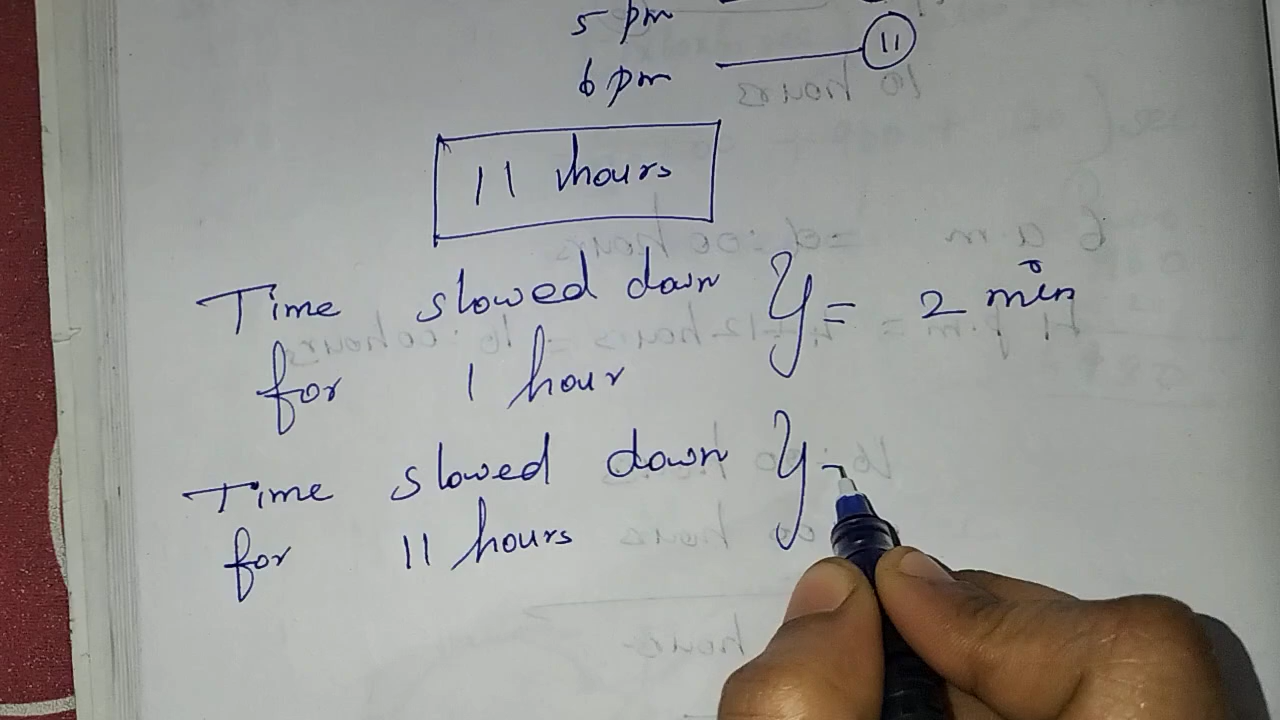 5 pm
6 pm 11
11 hours
Time slowed down } = 2 min
for 1 hour
Time slowed down }
for 11 hours